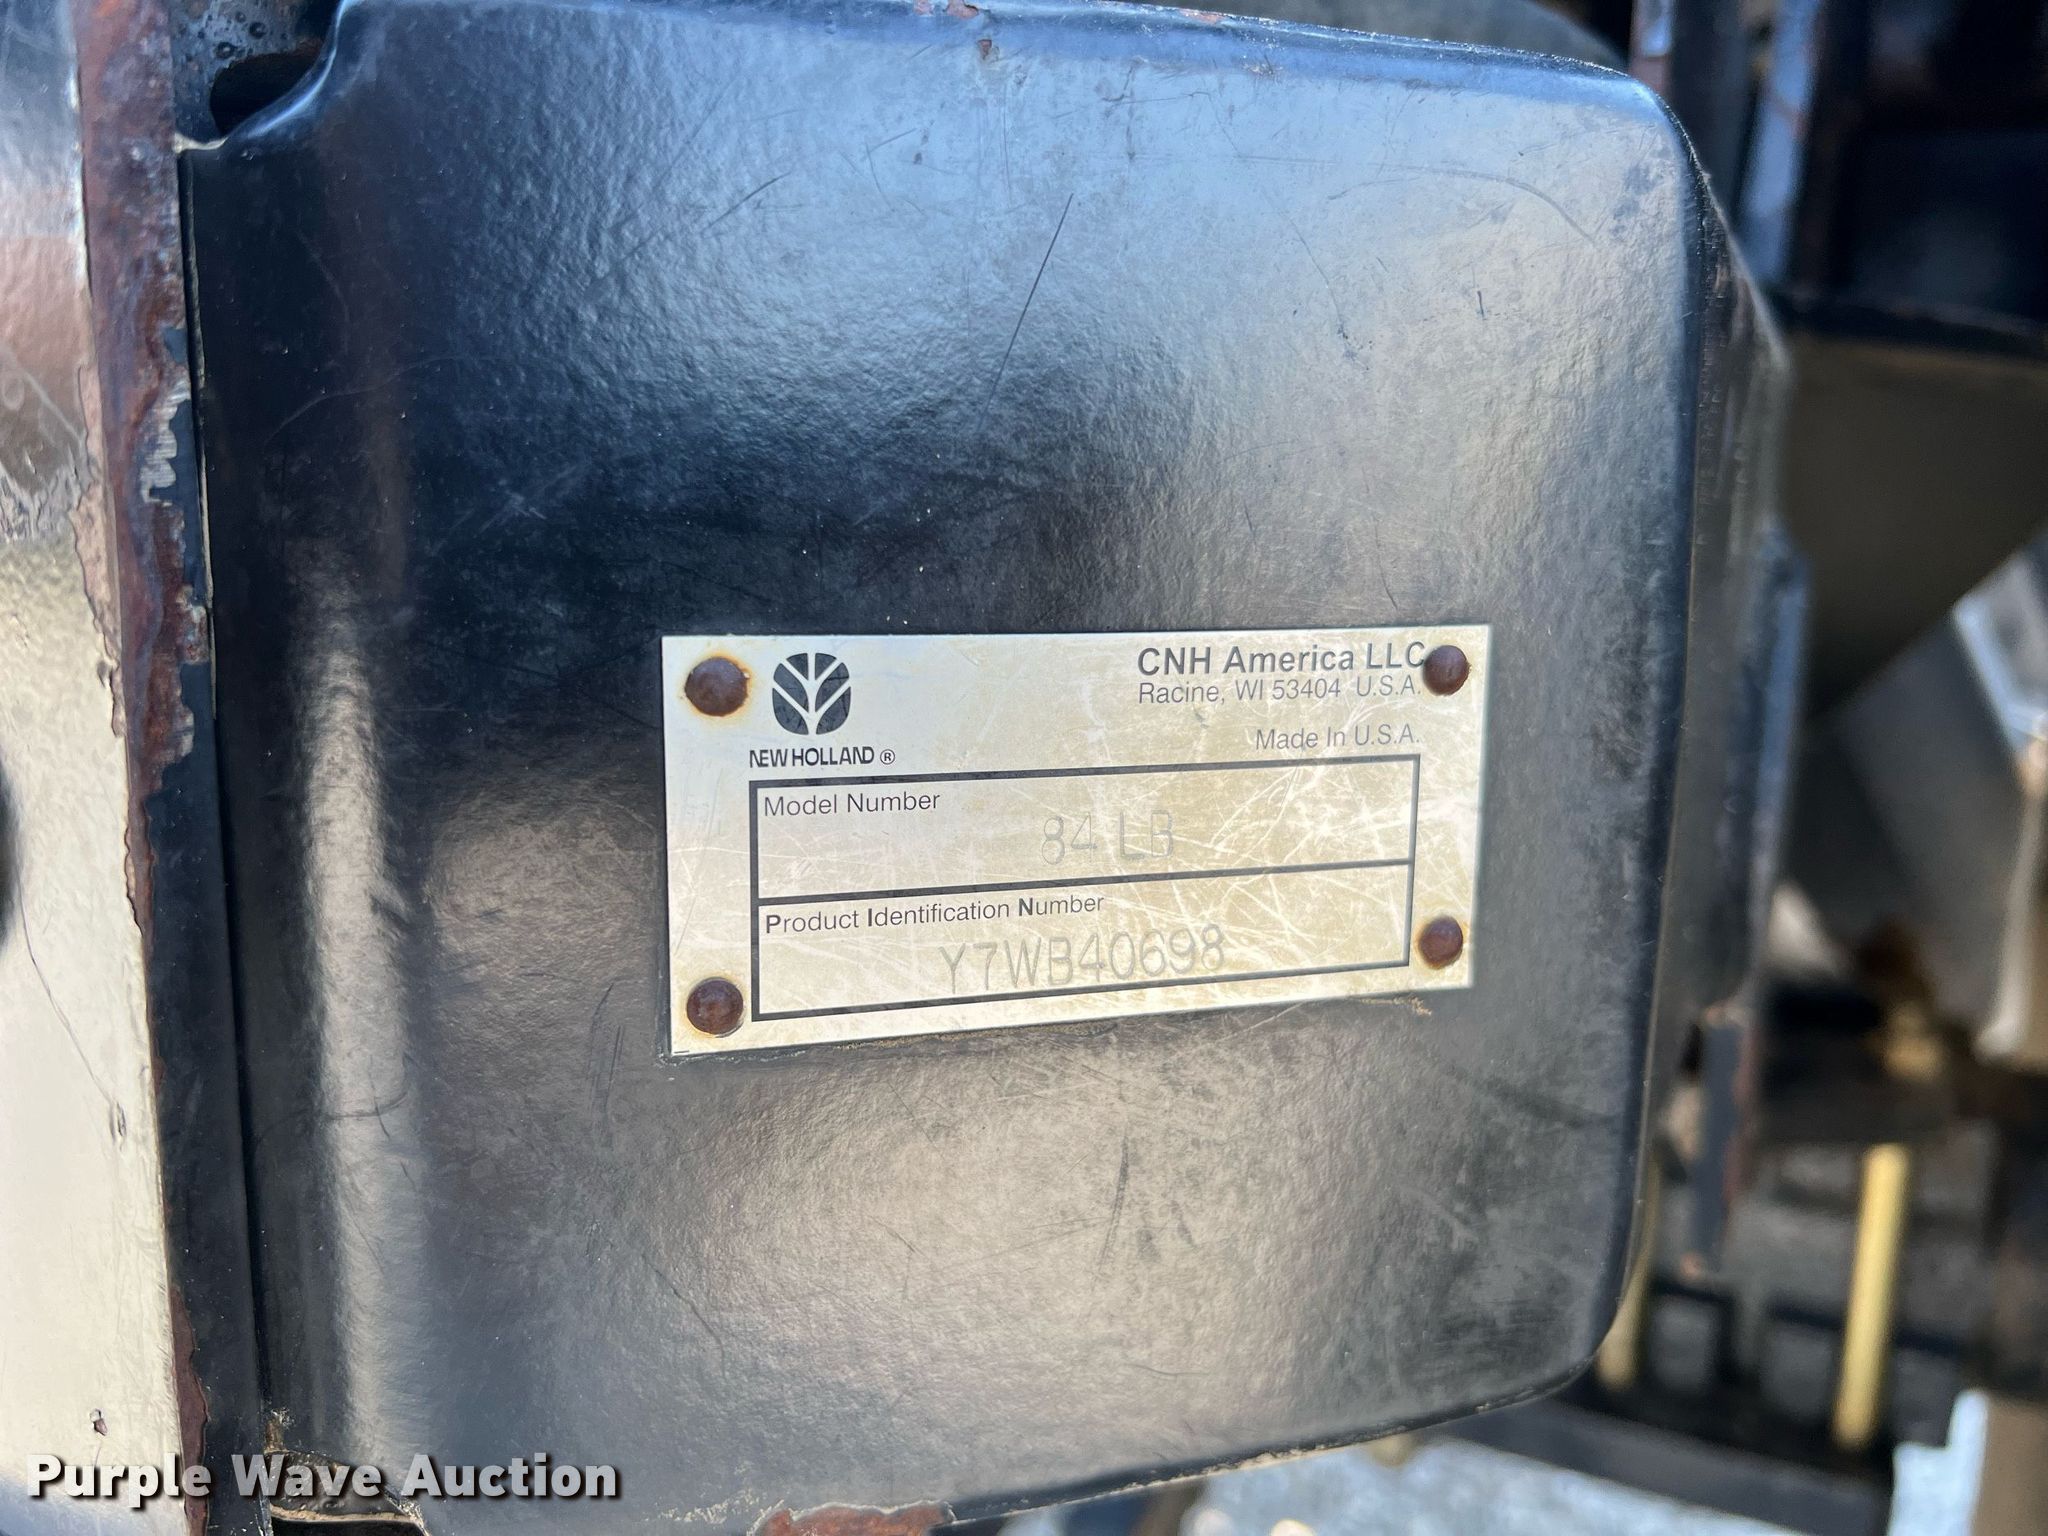 NEW HOLLAND ®
CNH America LLC
Racine, WI 53404 U.S.A.
Made In U.S.A.
Model Number
84 LB
Product Identification Number
Y7WB40698
Purple Wave Auction